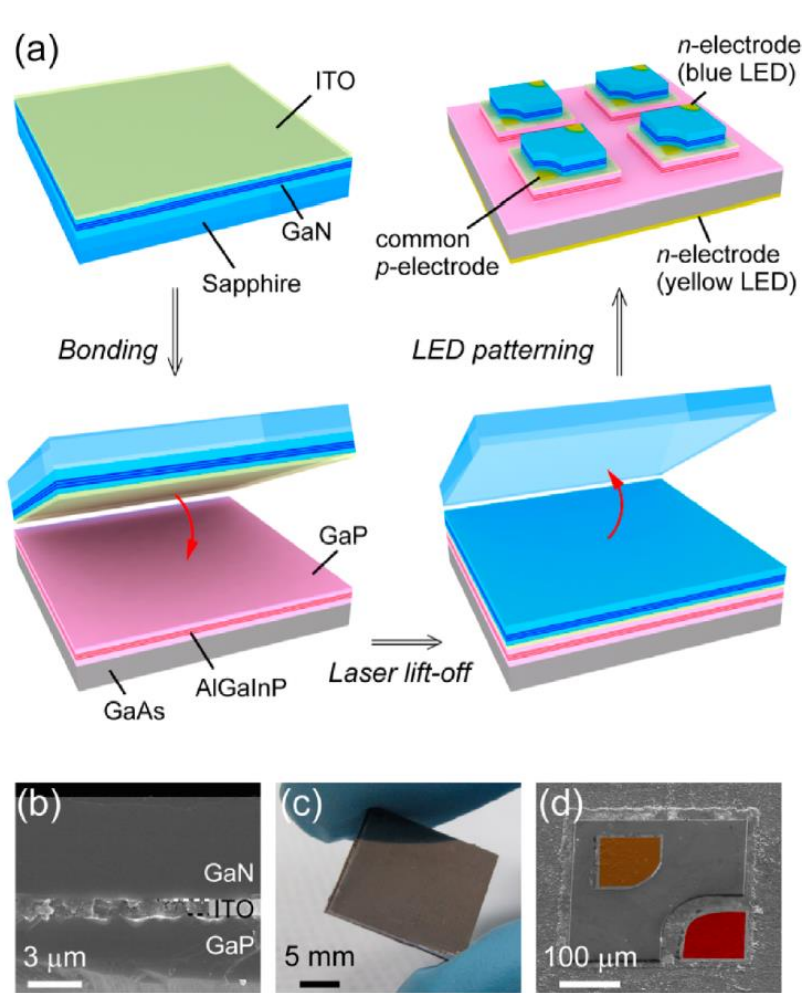 (a)
ITO
GaN
Sapphire
n-electrode
(blue LED)
common
p-electrode
n-electrode
(yellow LED)
Bonding
LED patterning
GaP
AlGaInP
GaAs
Laser lift-off
(b)
GaN
ITO
GaP
3 μm
(c)
5 mm
(d)
100 μm